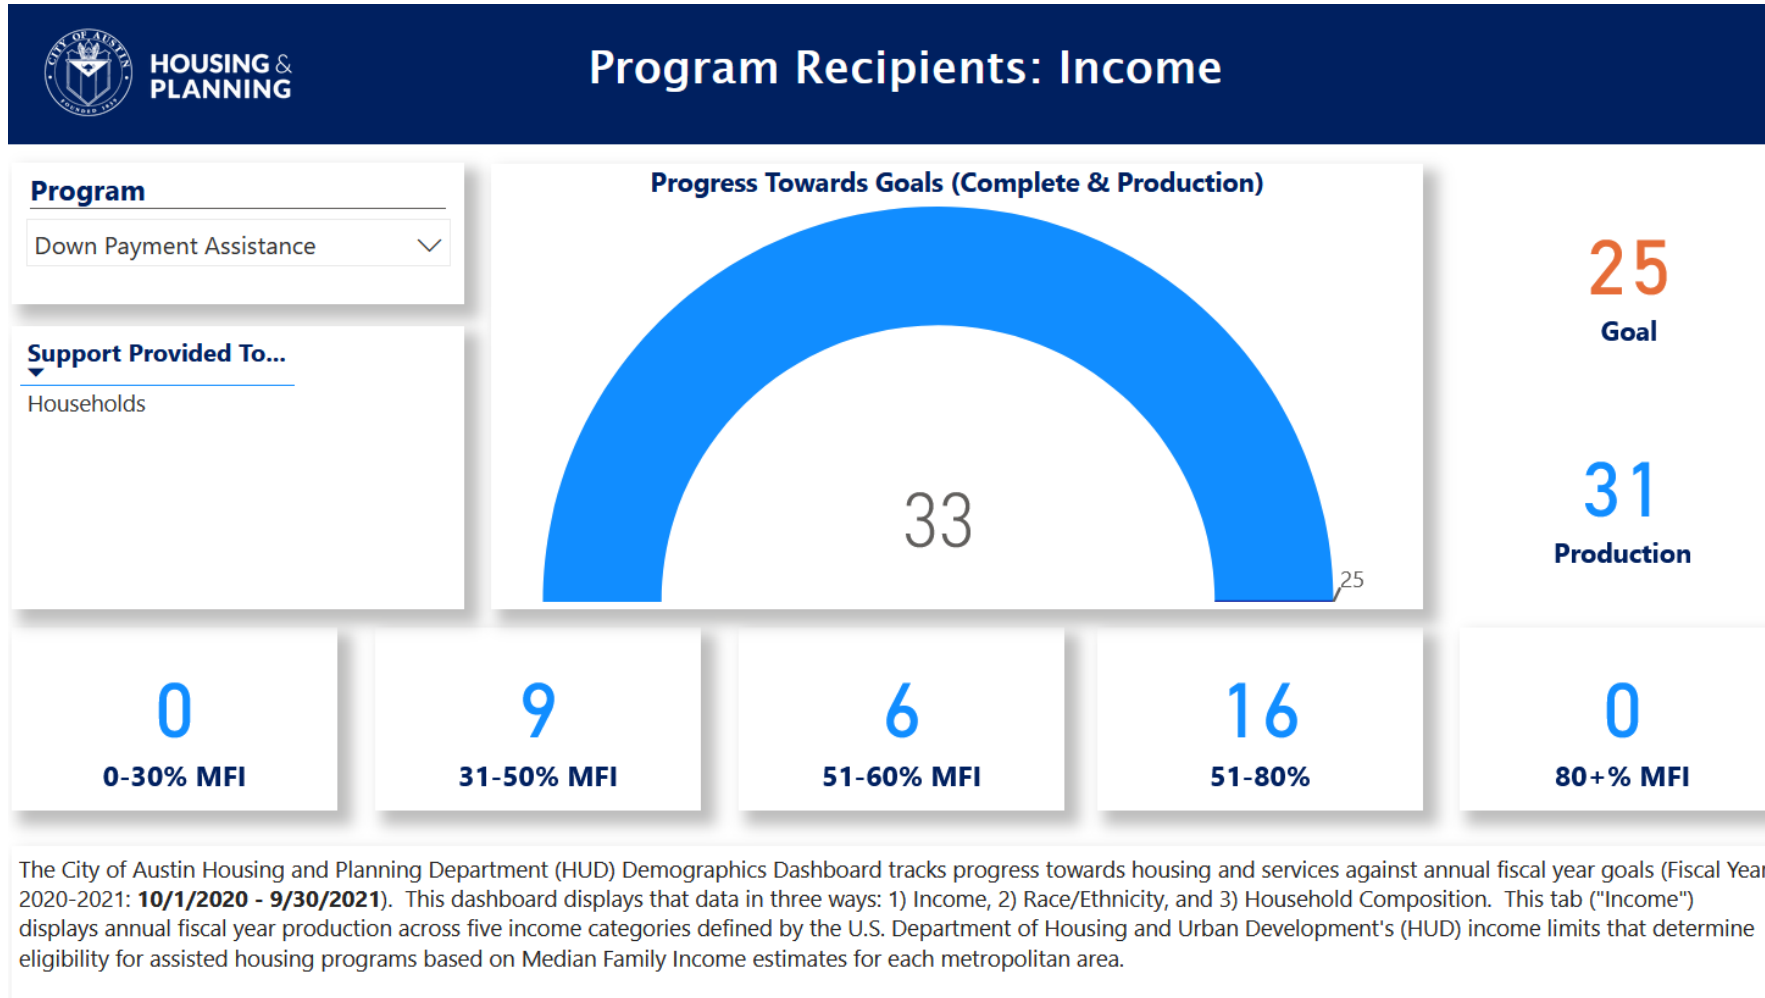 CITY OF AUSTIN
FOUNDED 1839
HOUSING &
PLANNING
Program Recipients: Income
Program
Down Payment Assistance
Support Provided To...
Households
Progress Towards Goals (Complete & Production)
33
25
25
Goal
31
Production
0
0-30% MFI
9
31-50% MFI
6
51-60% MFI
16
51-80%
0
80+% MFI
The City of Austin Housing and Planning Department (HUD) Demographics Dashboard tracks progress towards housing and services against annual fiscal year goals (Fiscal Year
2020-2021: 10/1/2020 - 9/30/2021).  This dashboard displays that data in three ways: 1) Income, 2) Race/Ethnicity, and 3) Household Composition.  This tab ("Income")
displays annual fiscal year production across five income categories defined by the U.S. Department of Housing and Urban Development's (HUD) income limits that determine
eligibility for assisted housing programs based on Median Family Income estimates for each metropolitan area.